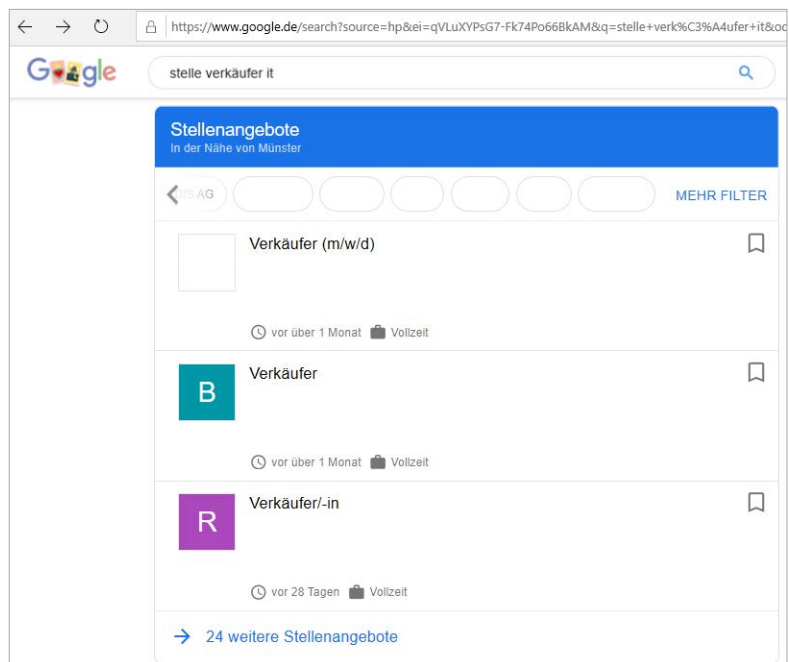 https://www.google.de/search?source=hp&ei=qVLuXYPsG7-Fk74Po66BkAM&q=stelle+verk%C3%A4ufer+it&oc
Google
stelle verkäufer it
Stellenangebote
In der Nähe von Münster
AG
MEHR FILTER
Verkäufer (m/w/d)
vor über 1 Monat Vollzeit
B
Verkäufer
vor über 1 Monat Vollzeit
R
Verkäufer/-in
vor 28 Tagen Vollzeit
24 weitere Stellenangebote